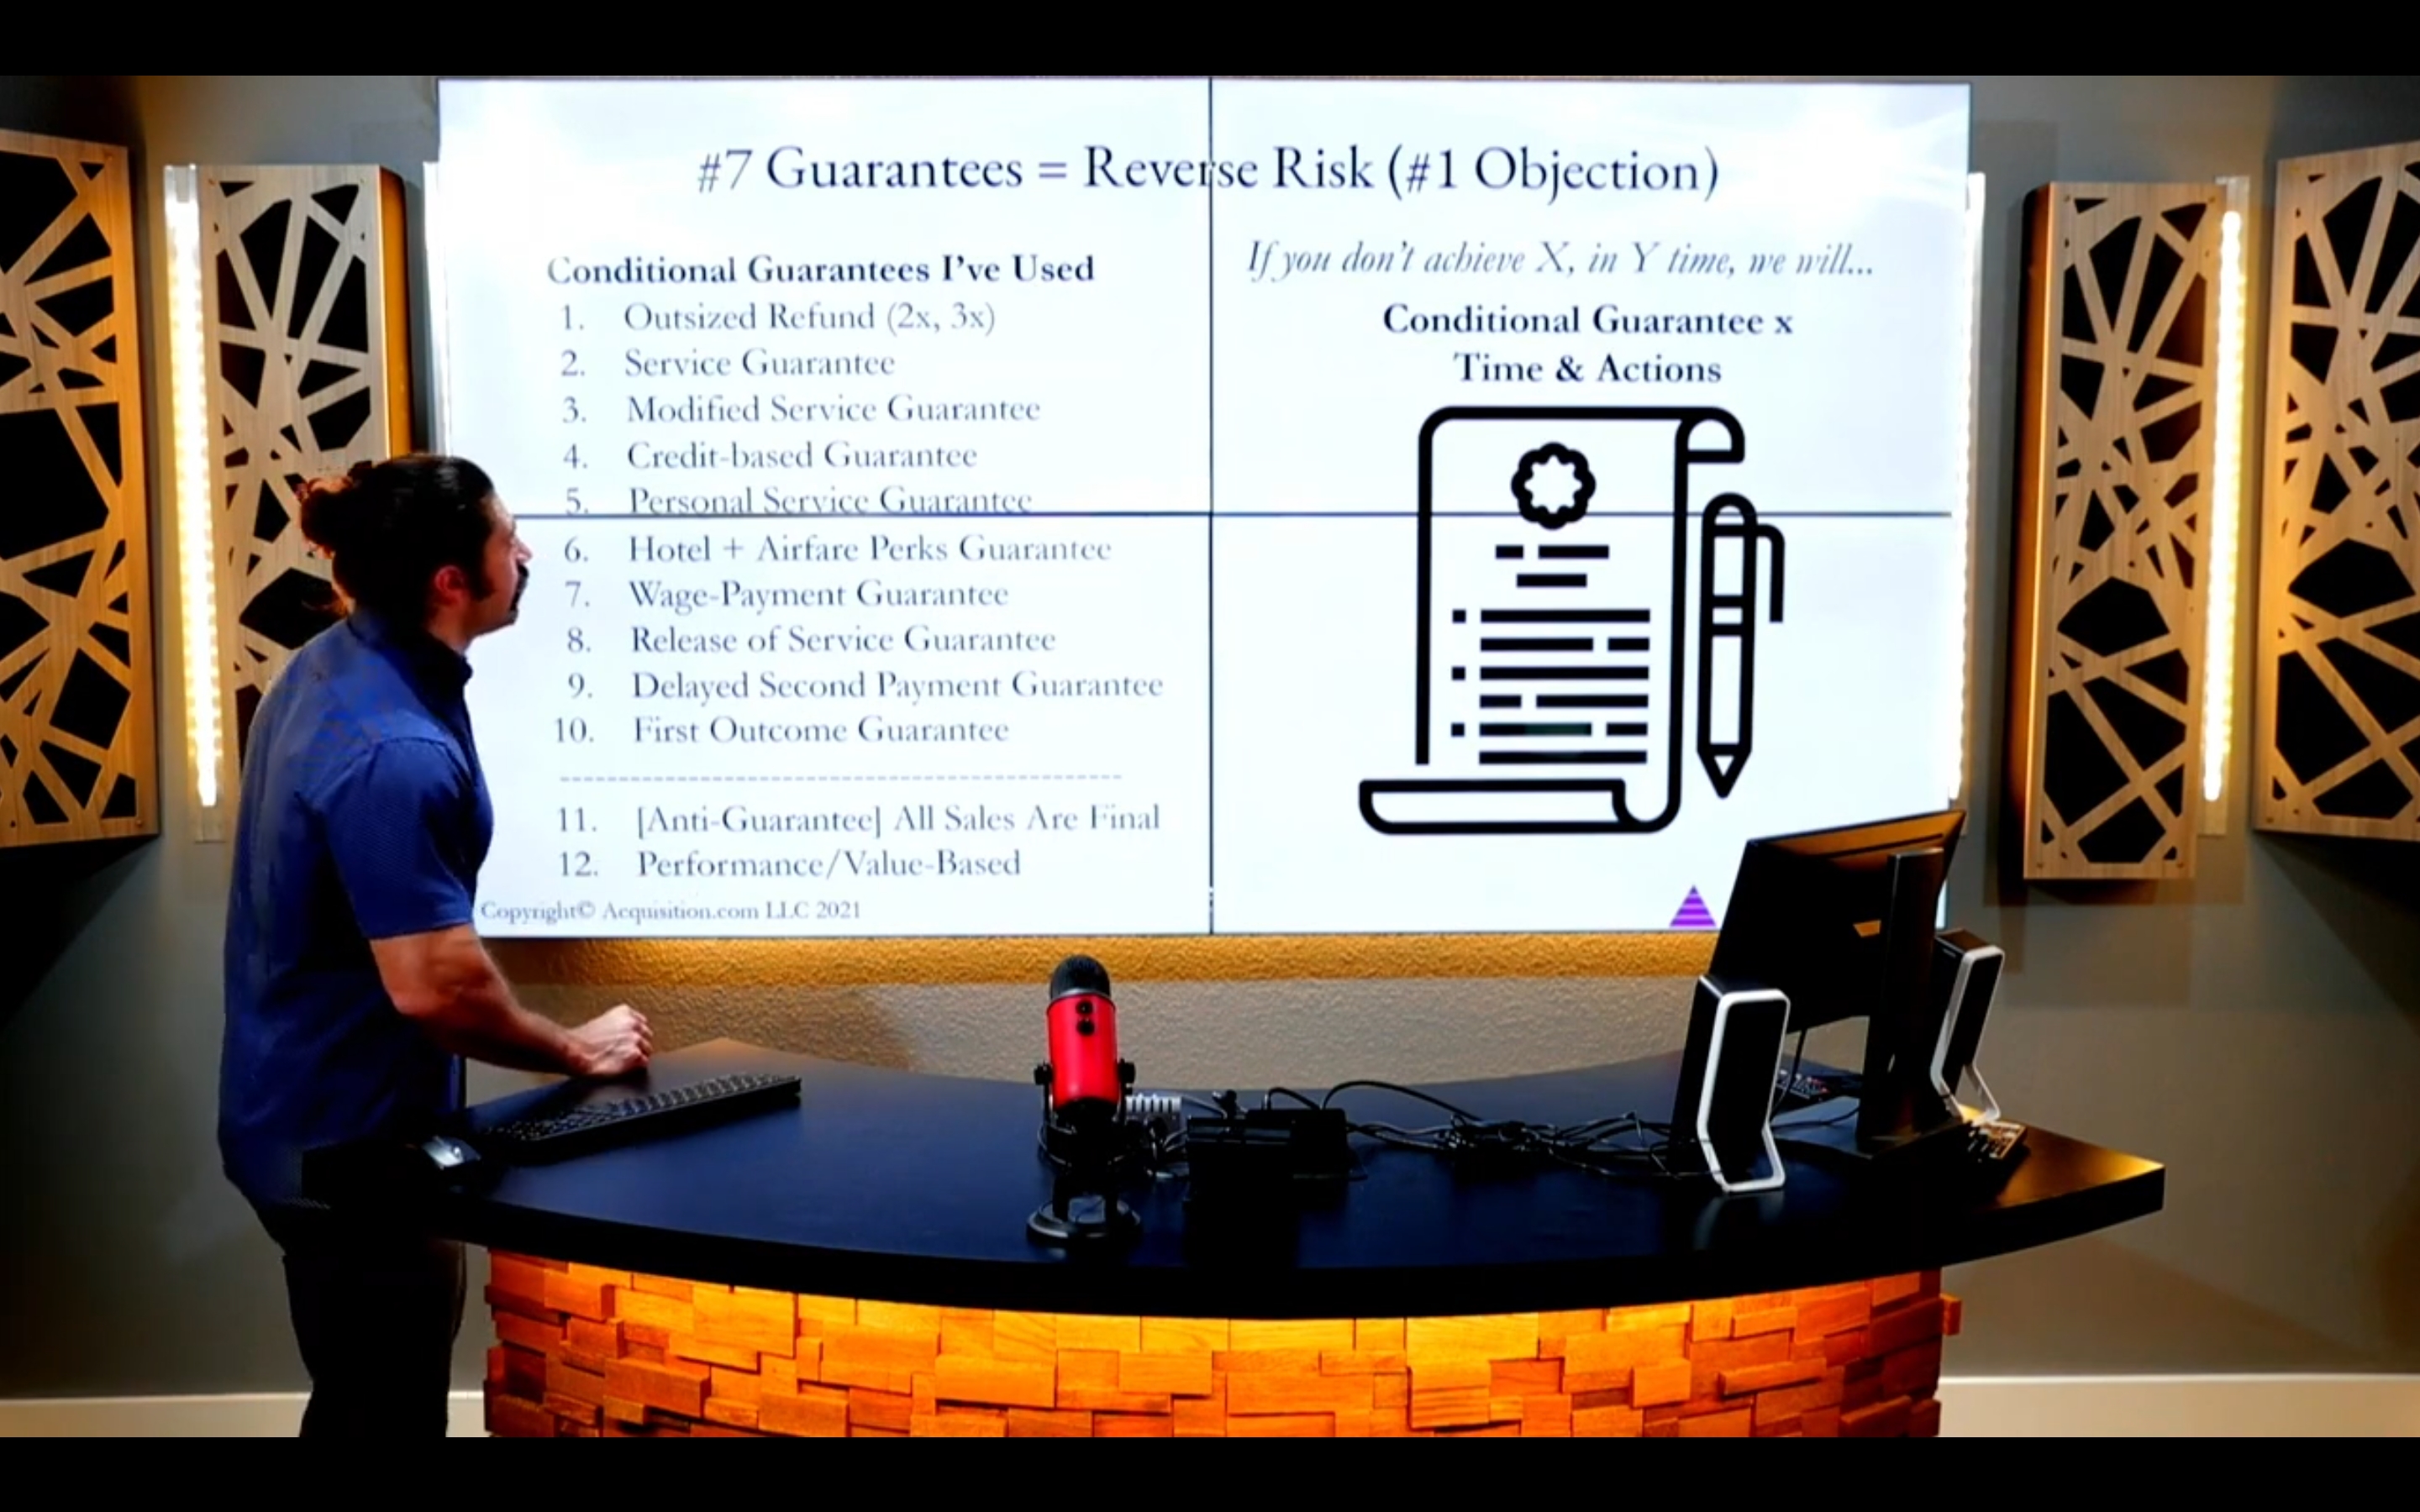 #7 Guarantees = Reverse Risk (#1 Objection)
Conditional Guarantees I've Used
1. Outsized Refund (2x, 3x)
2. Service Guarantee
3. Modified Service Guarantee
4. Credit-based Guarantee
5. Personal Service Guarantee
6. Hotel + Airfare Perks Guarantee
7. Wage-Payment Guarantee
8. Release of Service Guarantee
9. Delayed Second Payment Guarantee
10. First Outcome Guarantee
11. [Anti-Guarantee] All Sales Are Final
12. Performance/Value-Based
Copyright© Acquisition.com LLC 2021
If you don't achieve X, in Y time, we will...
Conditional Guarantee x
Time & Actions